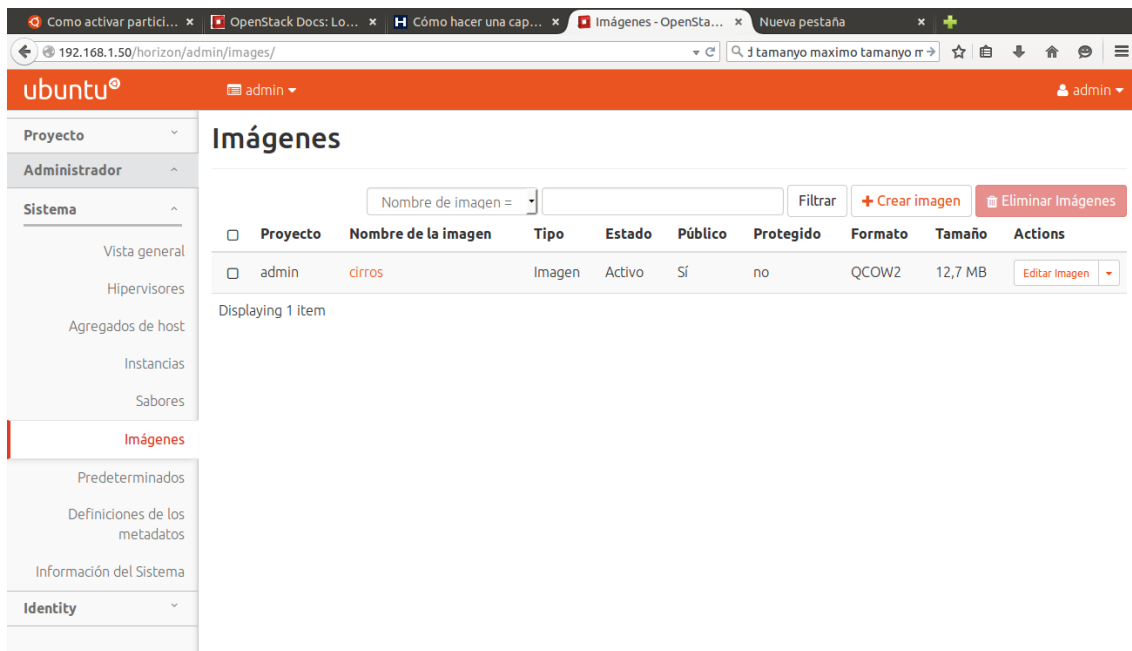 Como activar partici... × OpenStack Docs: Lo... × Cómo hacer una cap... × Imágenes - OpenSta... × Nueva pestaña ×
192.168.1.50/horizon/admin/images/ d tamanyo maximo tamanyo m
ubuntu admin admin
Proyecto
Administrador
Sistema
Vista general
Hipervisores
Agregados de host
Instancias
Sabores
Imágenes
Predeterminados
Definiciones de los
metadatos
Información del Sistema
Identity
Imágenes
Nombre de imagen = Filtrar + Crear imagen Eliminar Imágenes
Proyecto Nombre de la imagen Tipo Estado Público Protegido Formato Tamaño Actions
admin cirros Imagen Activo Sí no QCOW2 12,7 MB Editar Imagen
Displaying 1 item